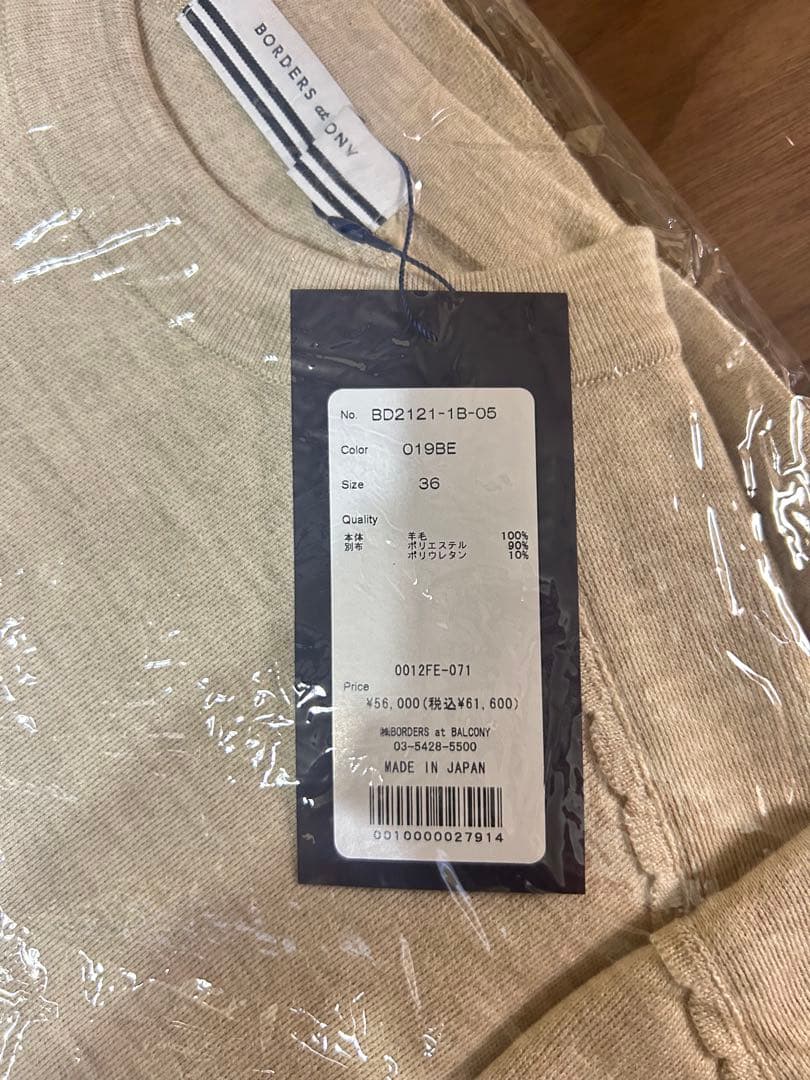 BORDERS at
No. BD2121-1B-05
Color 019BE
Size 36
Quality
本体 羊毛 100%
別布 ポリエステル 90%
ポリウレタン 10%
0012FE-071
Price
¥56,000(税込¥61,600)
㈱BORDERS at BALCONY
03-5428-5500
MADE IN JAPAN
0010000027914